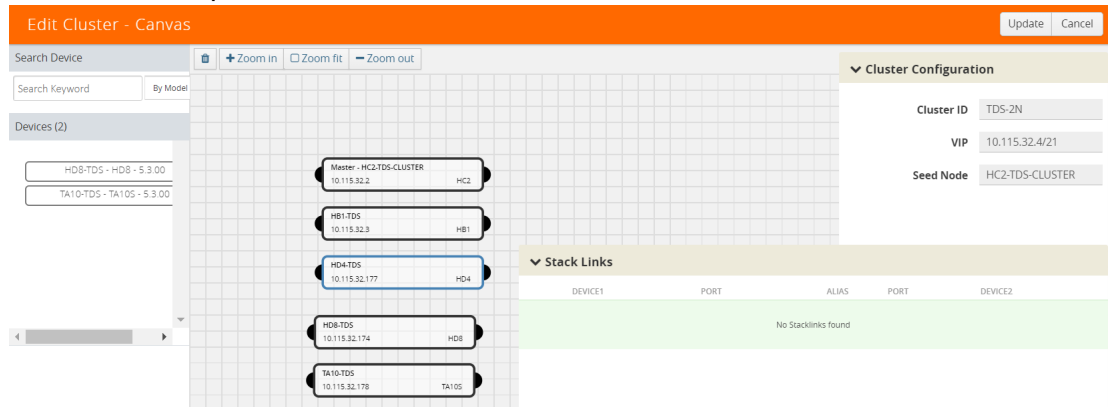 Edit Cluster - Canvas
Update Cancel
Search Device
Search Keyword By Model
Devices (2)
HD8-TDS - HD8 - 5.3.00
TA10-TDS - TA10S - 5.3.00
Zoom in Zoom fit Zoom out
Master - HC2-TDS-CLUSTER
10.115.32.2 HC2
HB1-TDS
10.115.32.3 HB1
HD4-TDS
10.115.32.177 HD4
HD8-TDS
10.115.32.174 HD8
TA10-TDS
10.115.32.178 TA10S
Cluster Configuration
Cluster ID TDS-2N
VIP 10.115.32.4/21
Seed Node HC2-TDS-CLUSTER
Stack Links
DEVICE1 PORT ALIAS PORT DEVICE2
No Stacklinks found